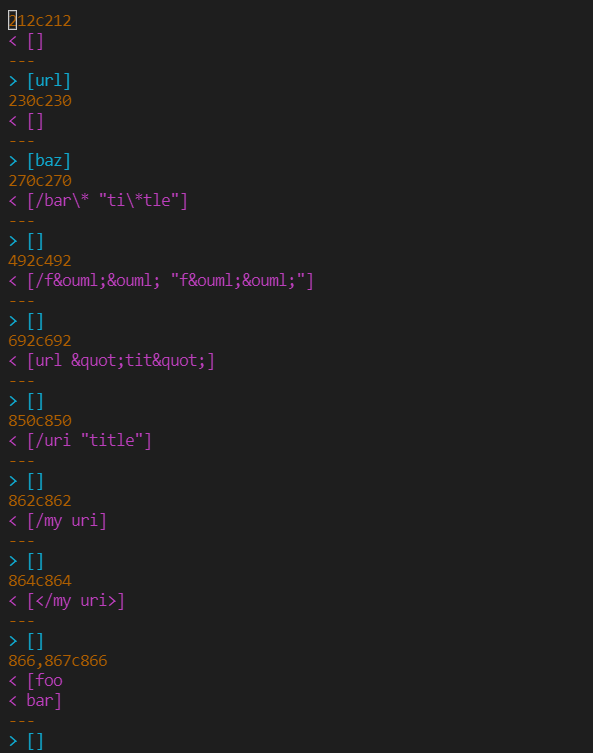 212c212
< []
---
> [url]
230c230
< []
---
> [baz]
270c270
< [/bar\* "ti\*tle"]
---
> []
492c492
< [/f&ouml;&ouml; "f&ouml;&ouml;"]
---
> []
692c692
< [url &quot;tit&quot;]
---
> []
850c850
< [/uri "title"]
---
> []
862c862
< [/my uri]
---
> []
864c864
< [</my uri>]
---
> []
866,867c866
< [foo
< bar]
---
> []